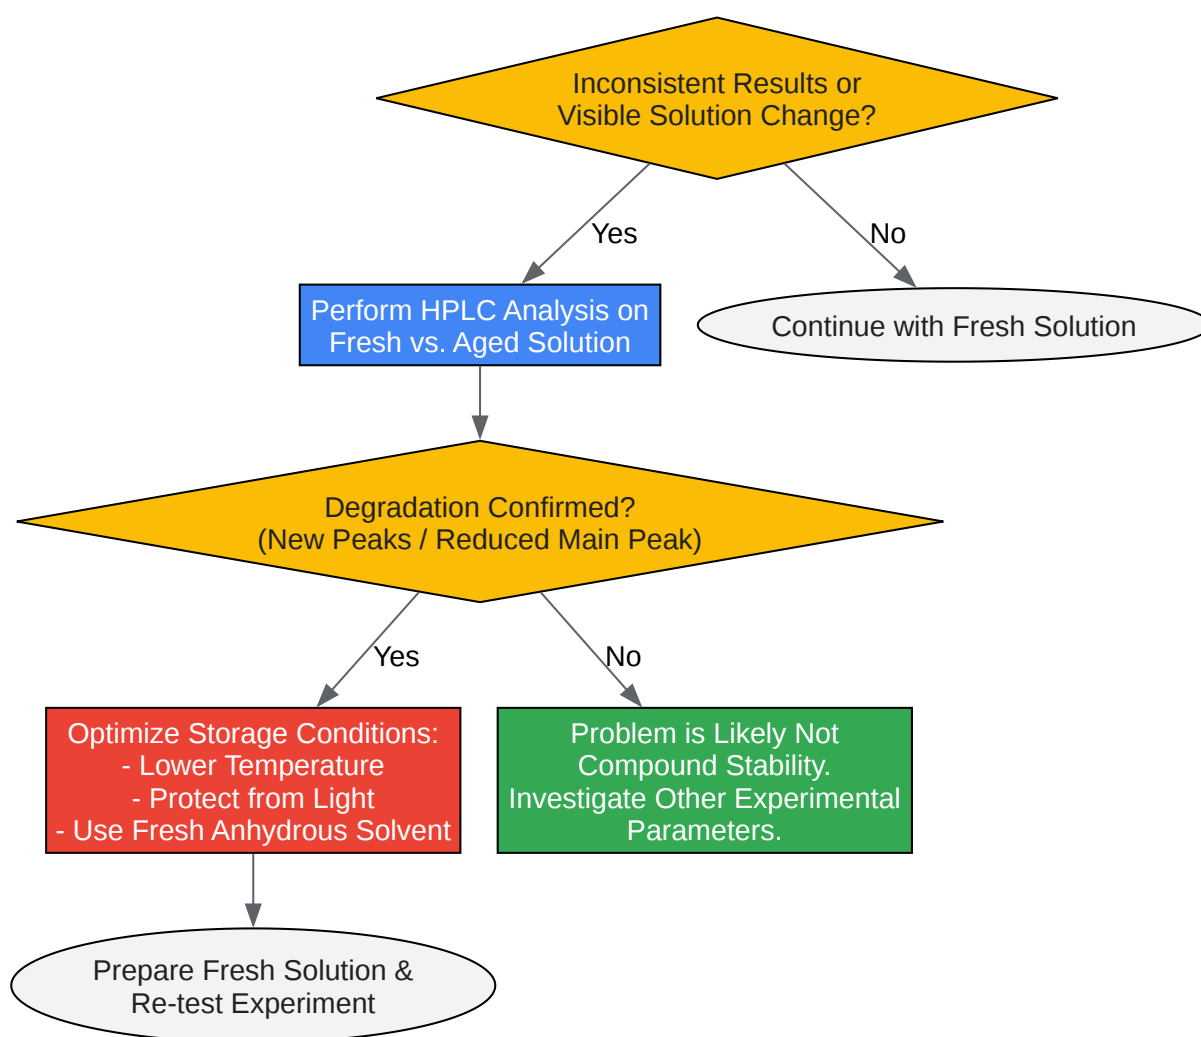 Inconsistent Results or
Visible Solution Change?
Yes
No
Perform HPLC Analysis on
Fresh vs. Aged Solution
Continue with Fresh Solution
Degradation Confirmed?
(New Peaks / Reduced Main Peak)
Yes
No
Optimize Storage Conditions:
- Lower Temperature
- Protect from Light
- Use Fresh Anhydrous Solvent
Problem is Likely Not
Compound Stability.
Investigate Other Experimental
Parameters.
Prepare Fresh Solution &
Re-test Experiment